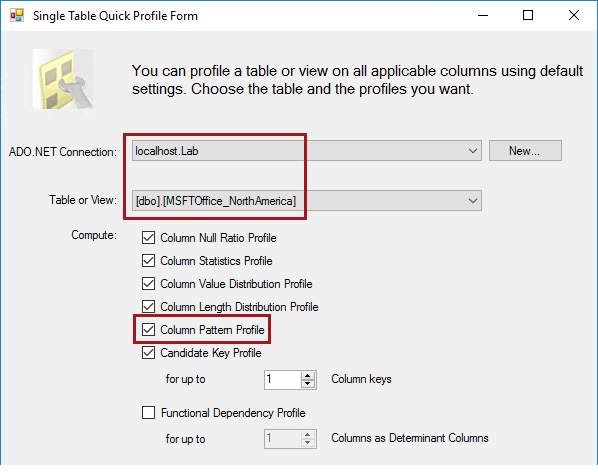 Single Table Quick Profile Form
You can profile a table or view on all applicable columns using default
settings. Choose the table and the profiles you want.
ADO.NET Connection: localhost.Lab New...
Table or View: [dbo].[MSFTOffice_NorthAmerica]
Compute: Column Null Ratio Profile
Column Statistics Profile
Column Value Distribution Profile
Column Length Distribution Profile
Column Pattern Profile
Candidate Key Profile
for up to 1 Column keys
Functional Dependency Profile
for up to 1 Columns as Determinant Columns